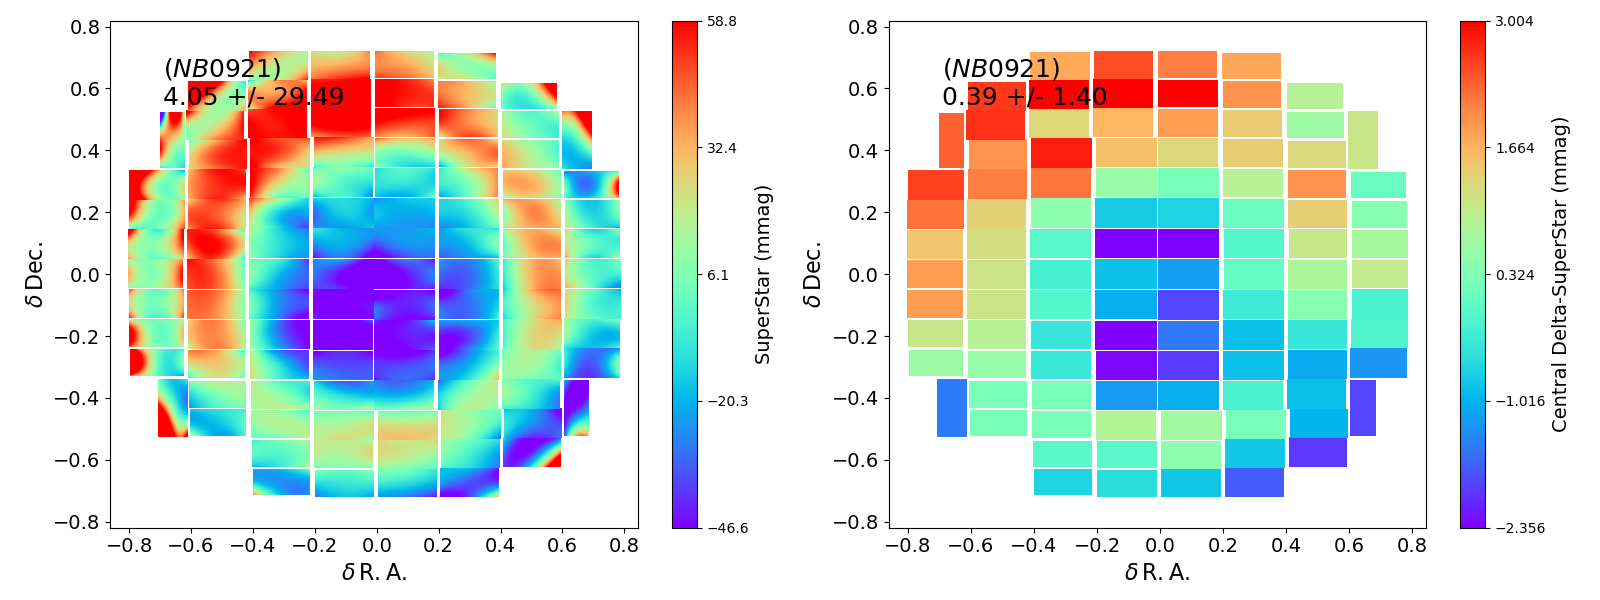 (NB0921)
4.05 +/- 29.49
0.8
0.6
0.4
0.2
0.0
−0.2
−0.4
−0.6
−0.8
δ Dec.
−0.8 −0.6 −0.4 −0.2 0.0 0.2 0.4 0.6 0.8
δ R. A.
58.8
32.4
6.1
−20.3
−46.6
SuperStar (mmag)
(NB0921)
0.39 +/- 1.40
0.8
0.6
0.4
0.2
0.0
−0.2
−0.4
−0.6
−0.8
δ Dec.
−0.8 −0.6 −0.4 −0.2 0.0 0.2 0.4 0.6 0.8
δ R. A.
3.004
1.664
0.324
−1.016
−2.356
Central Delta-SuperStar (mmag)